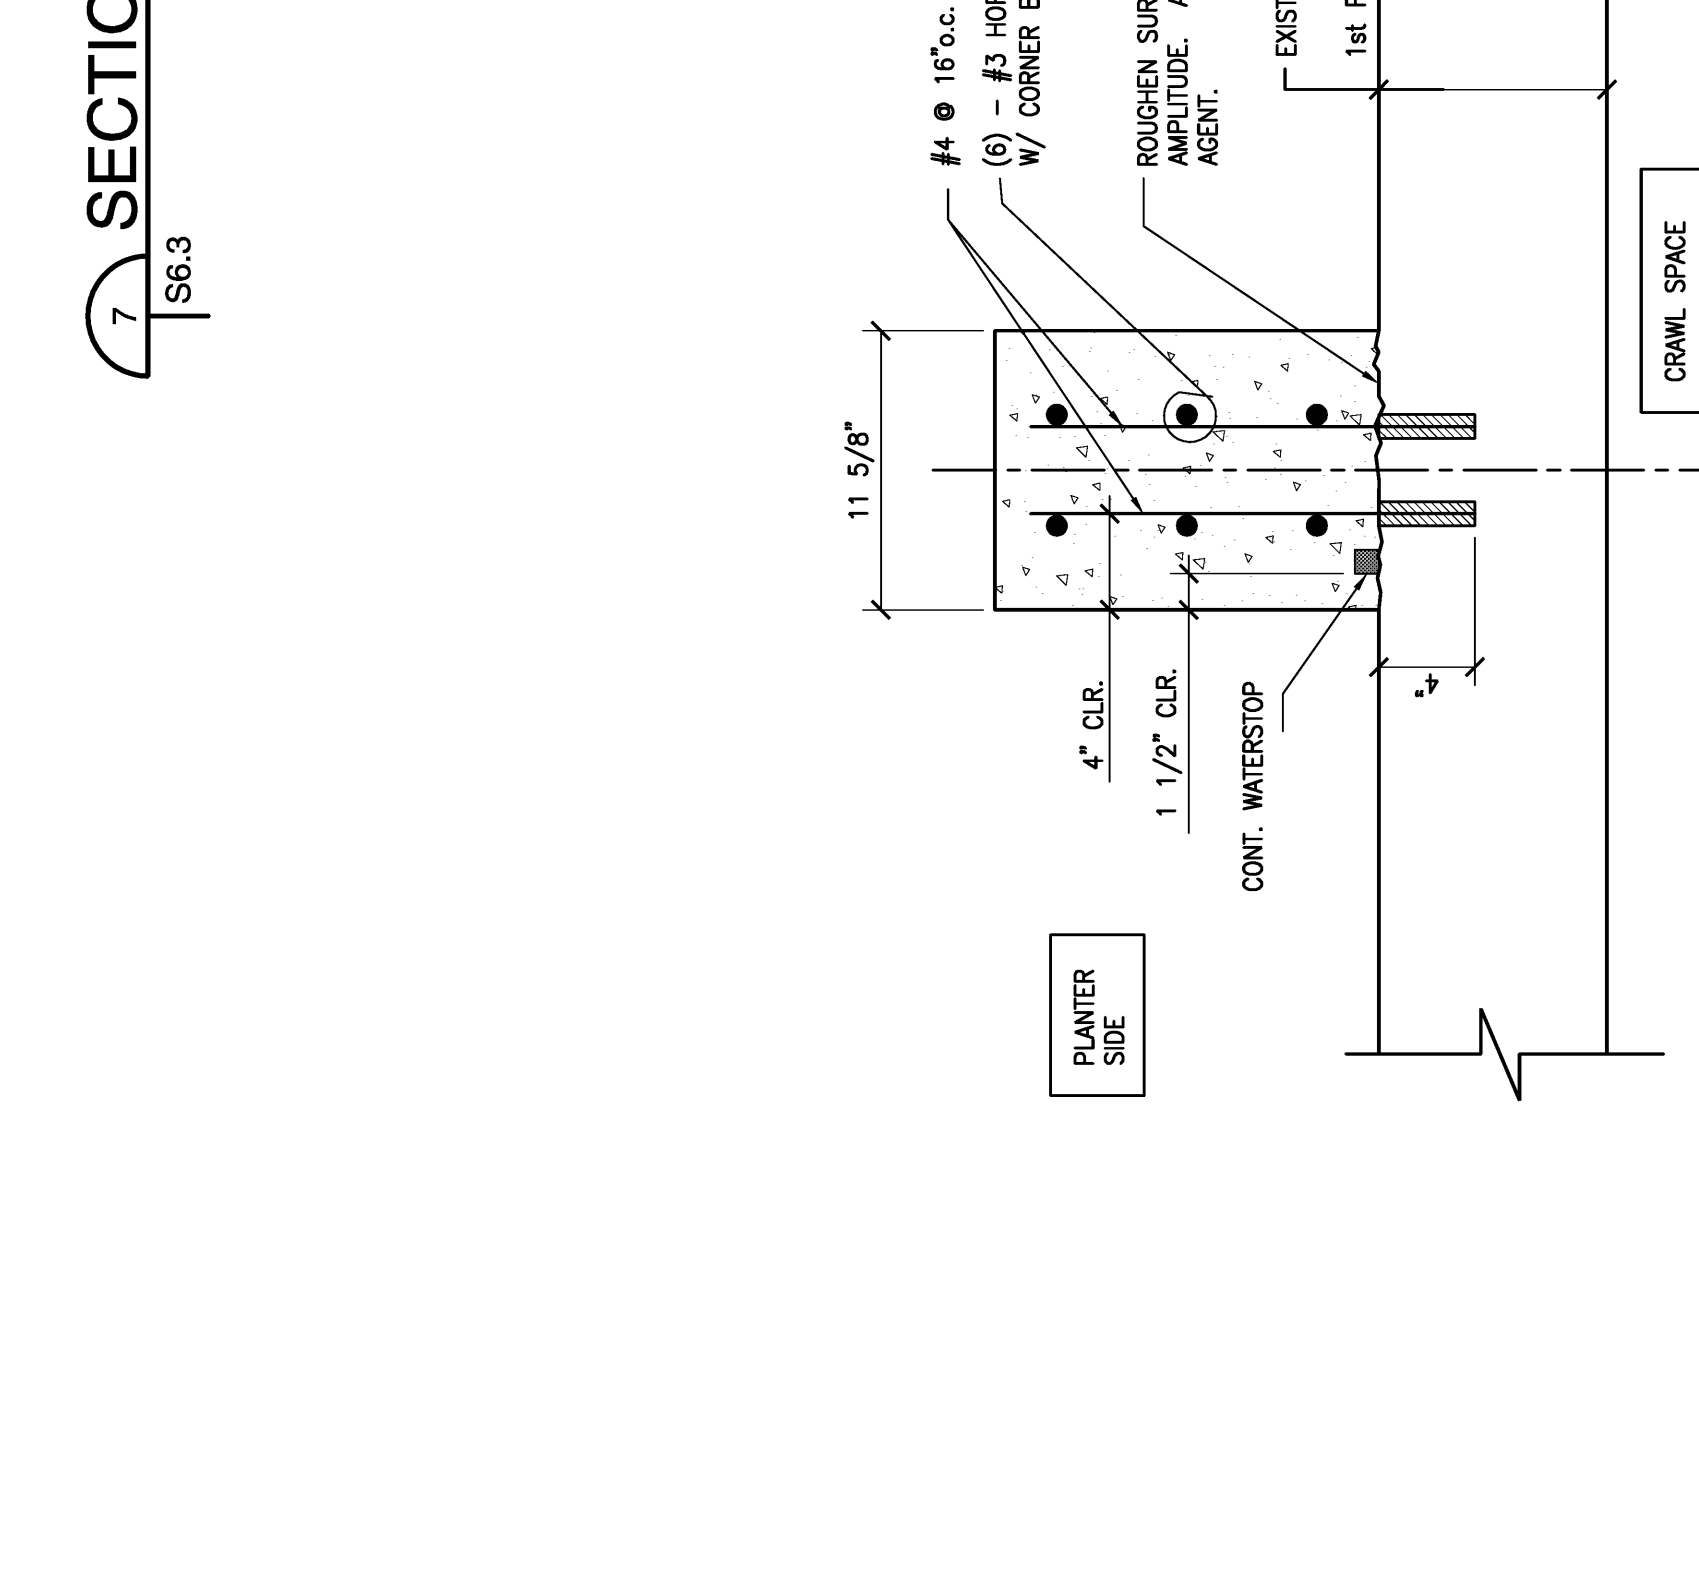 7
SECTIO
S6.3
11 5/8"
#4 @ 16"o.c.
(6) - #3 HOR
W/ CORNER
ROUGHEN SUR
AMPLITUDE.
AGENT.
EXIST
1st
4" CLR.
1 1/2" CLR.
CONT. WATERSTOP
4"
PLANTER
SIDE
CRAWL SPACE